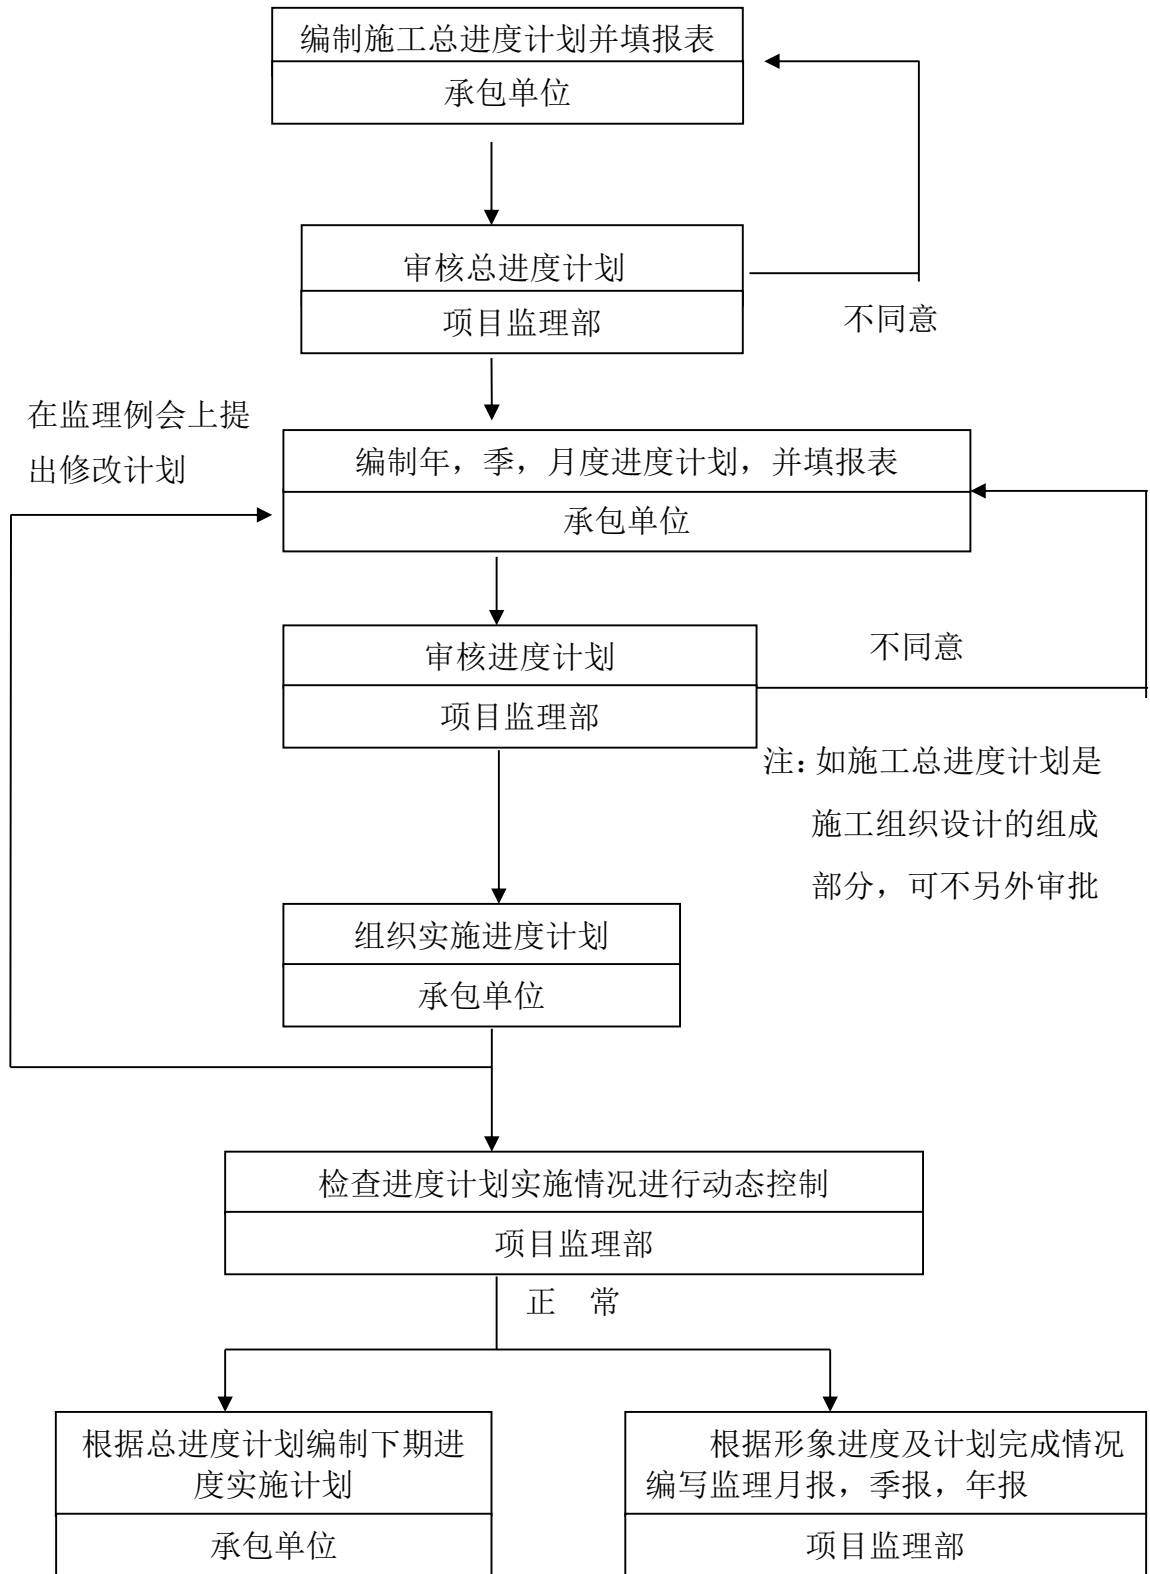 编制施工总进度计划并填报表
承包单位
审核总进度计划
项目监理部
不同意
在监理例会上提
出修改计划
编制年，季，月度进度计划，并填报表
承包单位
审核进度计划
项目监理部
不同意
注：如施工总进度计划是
施工组织设计的组成
部分，可不另外审批
组织实施进度计划
承包单位
检查进度计划实施情况进行动态控制
项目监理部
正 常
根据总进度计划编制下期进
度实施计划
承包单位
根据形象进度及计划完成情况
编写监理月报，季报，年报
项目监理部